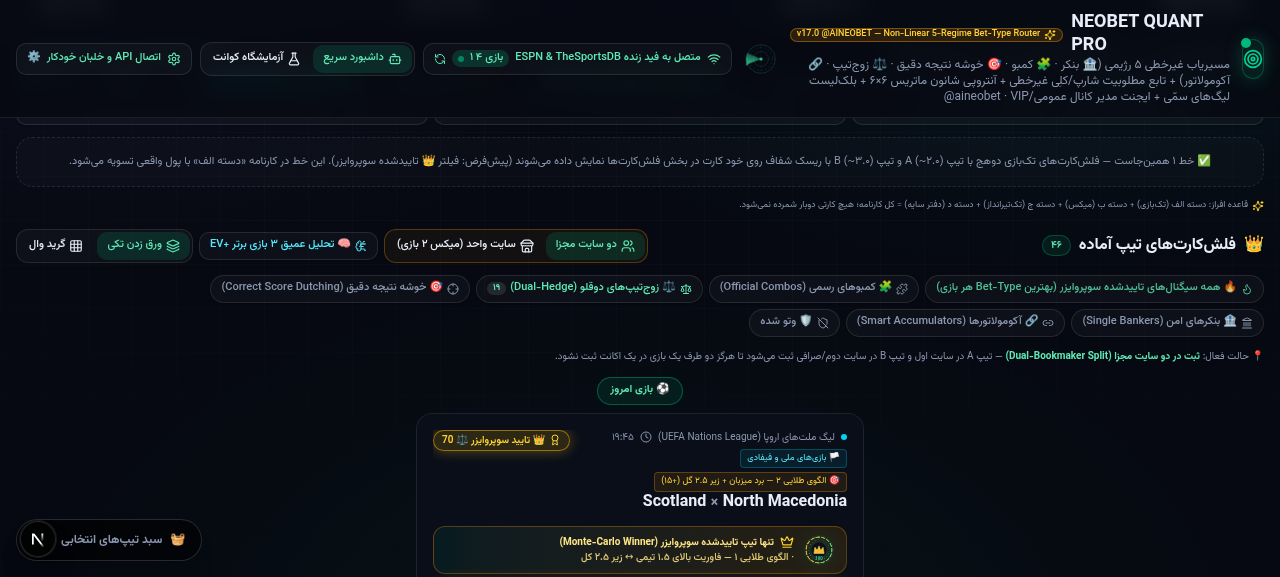 NEOBET QUANT PRO
v17.0 @AINEOBET — Non-Linear 5-Regime Bet-Type Router
مسیریاب غیرخطی ۵ رژیمی (🏦 بنکر · 🧩 کمبو · 🎯 خوشه نتیجه دقیق · ⚖️ زوج‌تیپ · 🔗
آکومولاتور) + تابع مطلوبیت شارپ/کلی غیرخطی + آنتروپی شانون ماتریس ۶×۶ + بلک‌لیست
لیگ‌های سمّی + ایجنت مدیر کانال عمومی/VIP · @aineobet
متصل به فید زنده ESPN & TheSportsDB
۱۴ بازی
داشبورد سریع
آزمایشگاه کوانت
اتصال API و خلبان خودکار ⚙️
✅ خط ۱ همین‌جاست — فلش‌کارت‌های تک‌بازی دوهج با تیپ A (~۲.۰) و تیپ B (~۳.۰) با ریسک شفاف روی خود کارت در بخش فلش‌کارت‌ها نمایش داده می‌شوند (پیش‌فرض: فیلتر 👑 تاییدشده سوپروایزر). این خط در کارنامه «دسته الف» با پول واقعی تسویه می‌شود.
قاعده افراز: دسته الف (تک‌بازی) + دسته ب (میکس) + دسته ج (تک‌تیرانداز) + دسته د (دفتر سایه) = کل کارنامه؛ هیچ کارتی دوبار شمرده نمی‌شود.
👑 فلش‌کارت‌های تیپ آماده
۴۶
دو سایت مجزا
سایت واحد (میکس ۲ بازی)
🧠 تحلیل عمیق ۳ بازی برتر +EV
ورق زدن تکی
گرید وال
🔥 همه سیگنال‌های تاییدشده سوپروایزر (بهترین Bet-Type هر بازی)
🧩 کمبوهای رسمی (Official Combos)
⚖️ زوج‌تیپ‌های دوقلو (Dual-Hedge)
۱۹
🎯 خوشه نتیجه دقیق (Correct Score Dutching)
🏦 بنکرهای امن (Single Bankers)
🔗 آکومولاتورها (Smart Accumulators)
🛡️ وتو شده
📍 حالت فعال: ثبت در دو سایت مجزا (Dual-Bookmaker Split) — تیپ A در سایت اول و تیپ B در سایت دوم/صرافی ثبت می‌شود تا هرگز دو طرف یک بازی در یک اکانت ثبت نشود.
⚽ بازی امروز
لیگ ملت‌های اروپا (UEFA Nations League)
۱۹:۴۵
👑 تایید سوپروایزر ⚖️ 70
🏳️ بازی‌های ملی و فیفادی
🎯 الگوی طلایی ۲ — برد میزبان + زیر ۲.۵ گل (+۱۵)
Scotland × North Macedonia
تنها تیپ تاییدشده سوپروایزر (Monte-Carlo Winner)
· الگوی طلایی ۱ — فاوریت بالای ۱.۵ تیمی ↔ زیر ۲.۵ گل
🧺 سبد تیپ‌های انتخابی
N